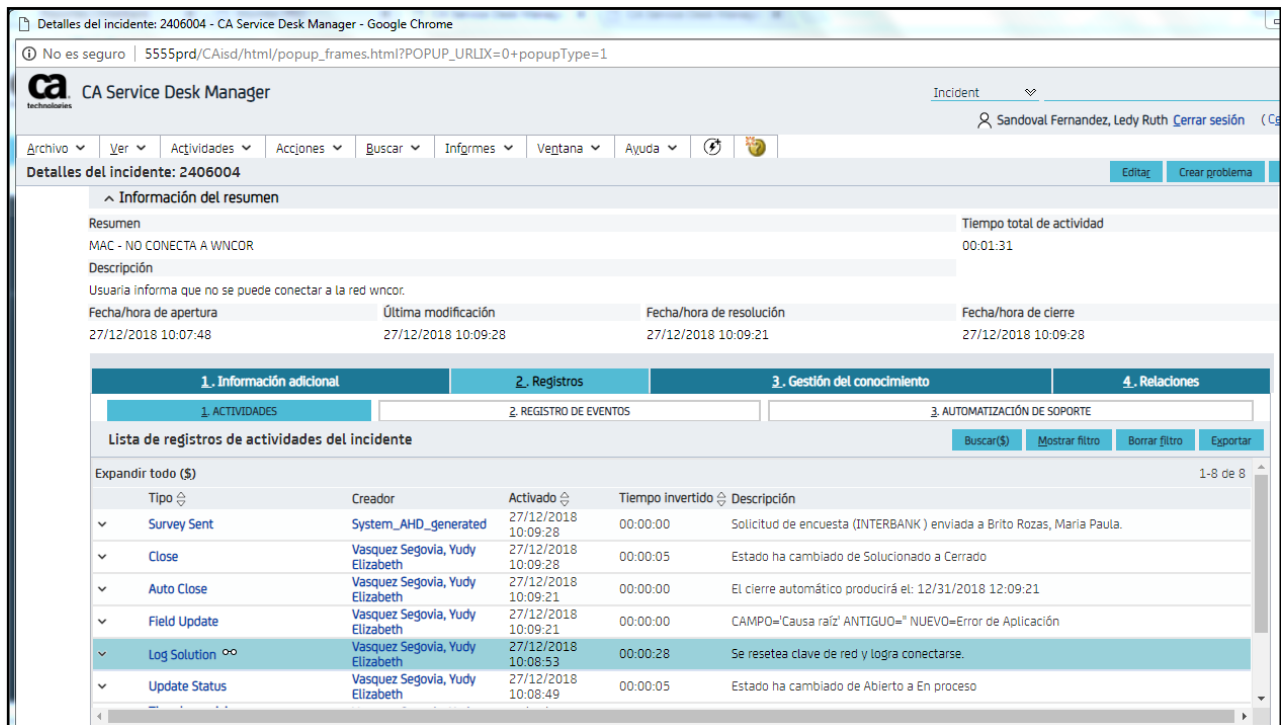 Detalles del incidente: 2406004 - CA Service Desk Manager - Google Chrome
No es seguro | 5555prd/CAisd/html/popup_frames.html?POPUP_URLIX=0+popupType=1
ca technologies CA Service Desk Manager Incident
Sandoval Fernandez, Ledy Ruth Cerrar sesión
Archivo Ver Actividades Acciones Buscar Informes Ventana Ayuda
Detalles del incidente: 2406004 Editar Crear problema
Información del resumen
Resumen Tiempo total de actividad
MAC - NO CONECTA A WNCOR 00:01:31
Descripción
Usuaria informa que no se puede conectar a la red wncor.
Fecha/hora de apertura Última modificación Fecha/hora de resolución Fecha/hora de cierre
27/12/2018 10:07:48 27/12/2018 10:09:28 27/12/2018 10:09:21 27/12/2018 10:09:28
1. Información adicional 2. Registros 3. Gestión del conocimiento 4. Relaciones
1. ACTIVIDADES 2. REGISTRO DE EVENTOS 3. AUTOMATIZACIÓN DE SOPORTE
Lista de registros de actividades del incidente Buscar($) Mostrar filtro Borrar filtro Exportar
Expandir todo ($) 1-8 de 8
Tipo Creador Activado Tiempo invertido Descripción
Survey Sent System_AHD_generated 27/12/2018 10:09:28 00:00:00 Solicitud de encuesta (INTERBANK ) enviada a Brito Rozas, Maria Paula.
Close Vasquez Segovia, Yudy Elizabeth 27/12/2018 10:09:28 00:00:05 Estado ha cambiado de Solucionado a Cerrado
Auto Close Vasquez Segovia, Yudy Elizabeth 27/12/2018 10:09:21 00:00:00 El cierre automático producirá el: 12/31/2018 12:09:21
Field Update Vasquez Segovia, Yudy Elizabeth 27/12/2018 10:09:21 00:00:00 CAMPO='Causa raíz' ANTIGUO='' NUEVO=Error de Aplicación
Log Solution Vasquez Segovia, Yudy Elizabeth 27/12/2018 10:08:53 00:00:28 Se resetea clave de red y logra conectarse.
Update Status Vasquez Segovia, Yudy Elizabeth 27/12/2018 10:08:49 00:00:05 Estado ha cambiado de Abierto a En proceso